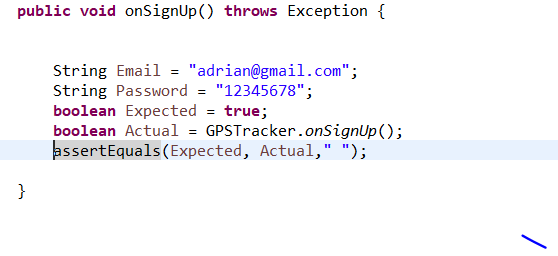 public void onSignUp() throws Exception {
String Email = "adrian@gmail.com";
String Password = "12345678";
boolean Expected = true;
boolean Actual = GPSTracker.onSignUp();
assertEquals(Expected, Actual," ");
}